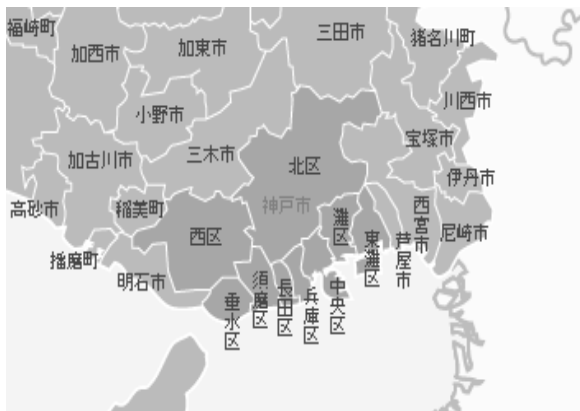 福崎町
加西市
加東市
三田市
猪名川町
小野市
川西市
加古川市
三木市
北区
宝塚市
伊丹市
高砂市
稲美町
神戸市
西区
灘区
東灘区
芦屋市
西宮市
尼崎市
播磨町
明石市
垂水区
須磨区
長田区
兵庫区
中央区